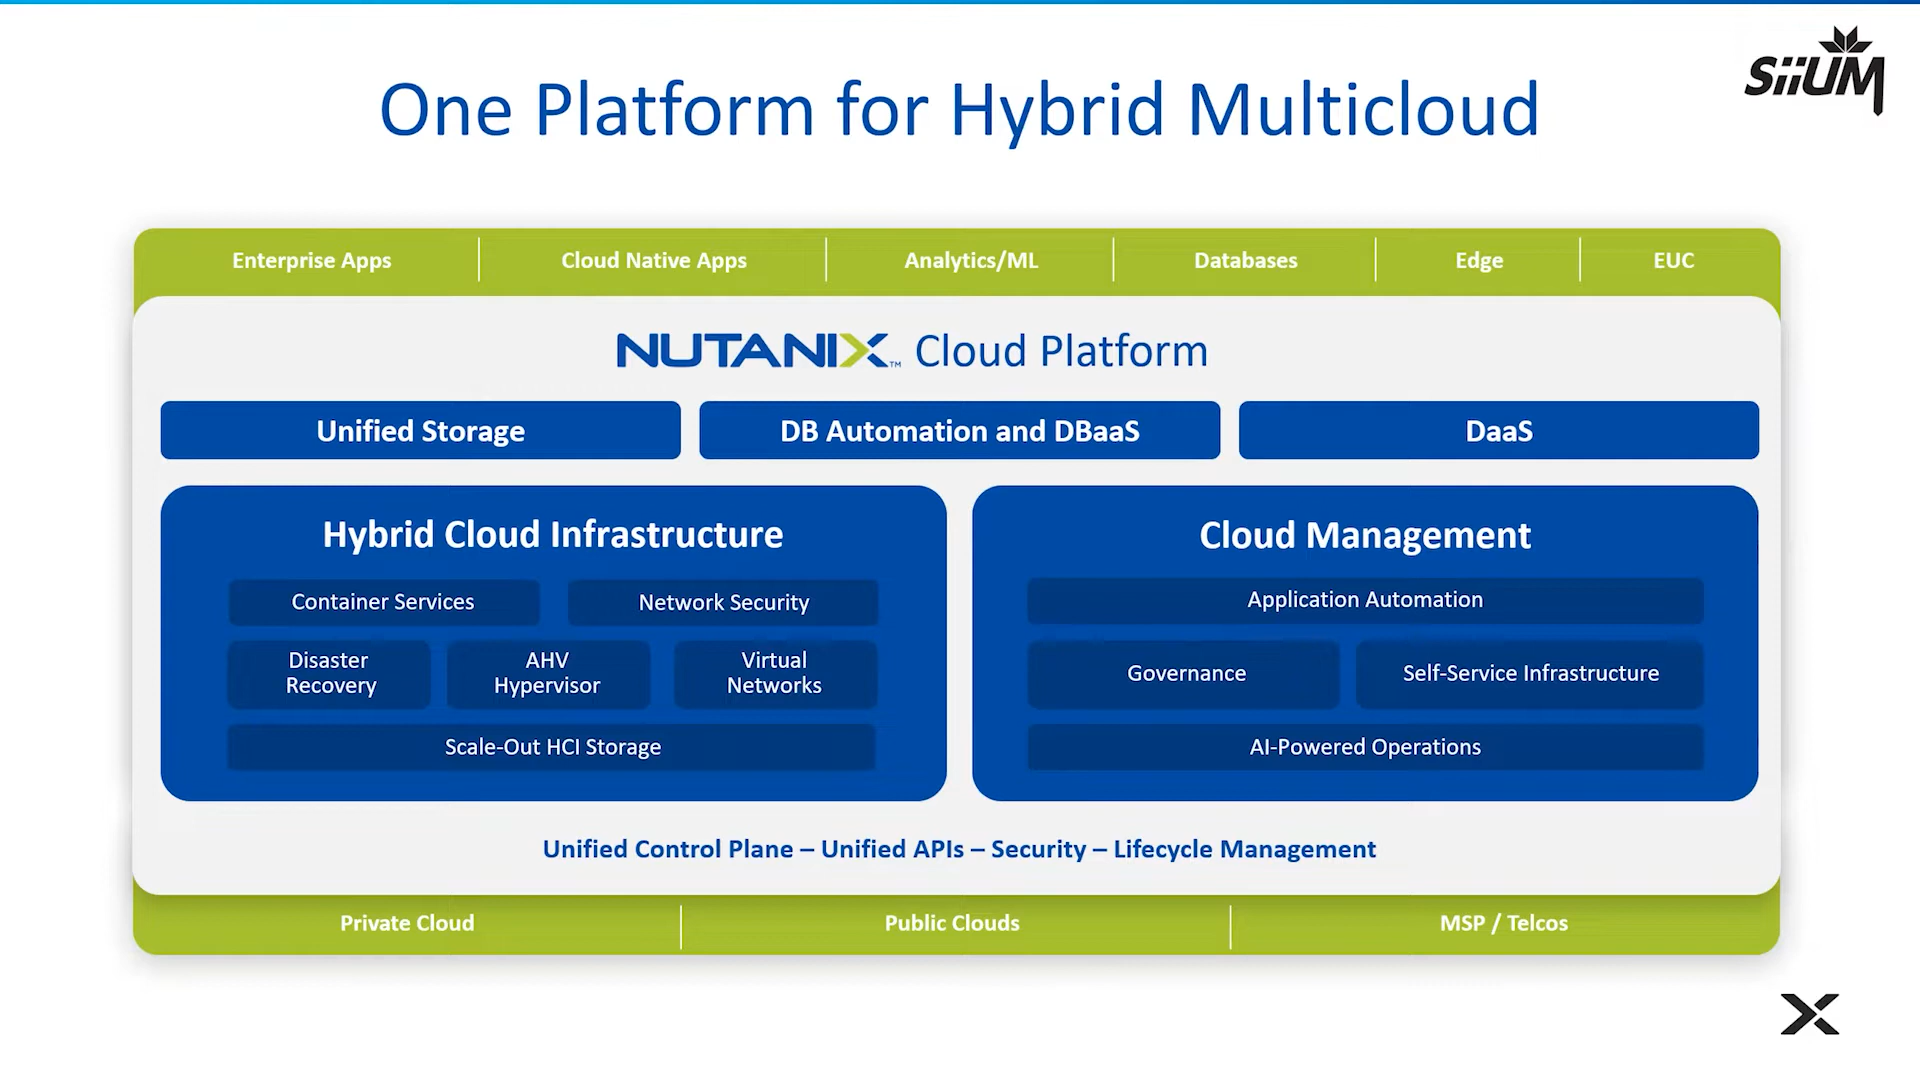 SiiUM
One Platform for Hybrid Multicloud
Enterprise Apps
Cloud Native Apps
Analytics/ML
Databases
Edge
EUC
NUTANIX™ Cloud Platform
Unified Storage
DB Automation and DBaaS
DaaS
Hybrid Cloud Infrastructure
Container Services
Network Security
Disaster
Recovery
AHV
Hypervisor
Virtual
Networks
Scale-Out HCI Storage
Cloud Management
Application Automation
Governance
Self-Service Infrastructure
AI-Powered Operations
Unified Control Plane – Unified APIs – Security – Lifecycle Management
Private Cloud
Public Clouds
MSP / Telcos